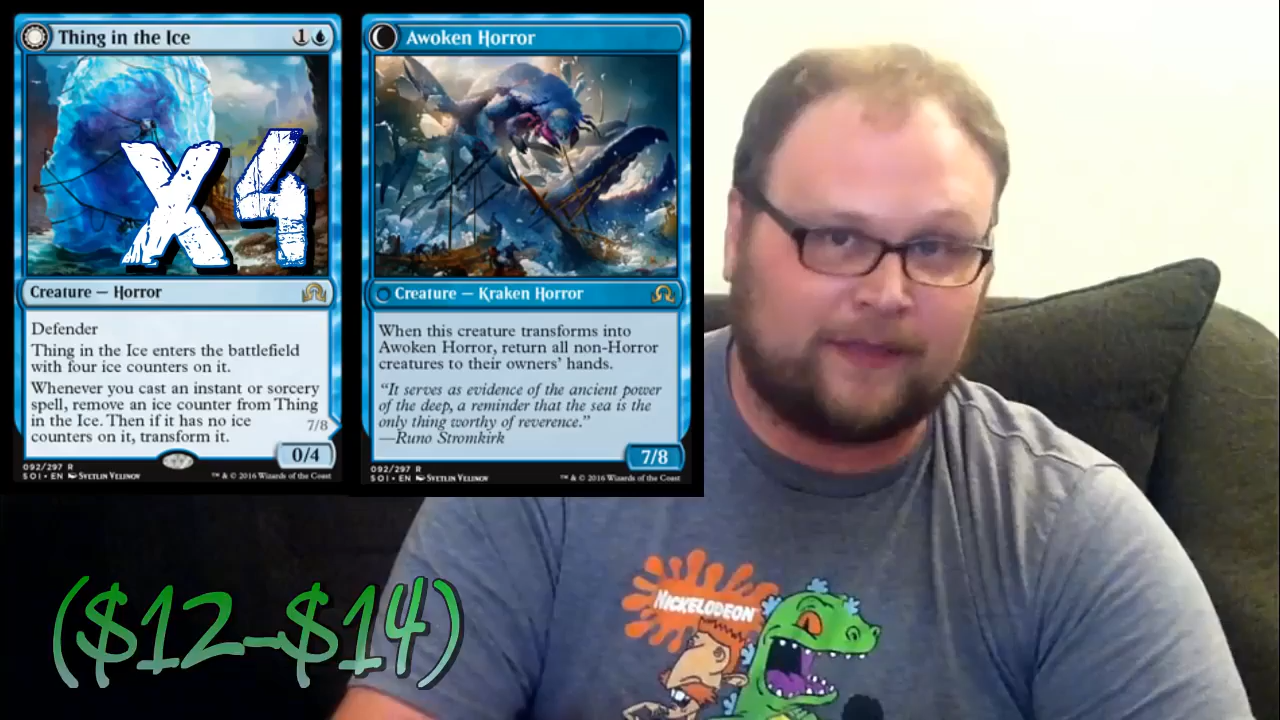 Thing in the Ice 1
X4
Creature — Horror
Defender
Thing in the Ice enters the battlefield
with four ice counters on it.
Whenever you cast an instant or sorcery
spell, remove an ice counter from Thing
in the Ice. Then if it has no ice
counters on it, transform it.
7/8
0/4
092/297 R
SOI • EN Svetlin Velinov
™ & © 2016 Wizards of the Coast
Awoken Horror
Creature — Kraken Horror
When this creature transforms into
Awoken Horror, return all non-Horror
creatures to their owners' hands.
"It serves as evidence of the ancient power
of the deep, a reminder that the sea is the
only thing worthy of reverence."
—Runo Stromkirk
7/8
092/297 R
SOI • EN Svetlin Velinov
™ & © 2016 Wizards of the Coast
($12-$14)
NICKELODEON